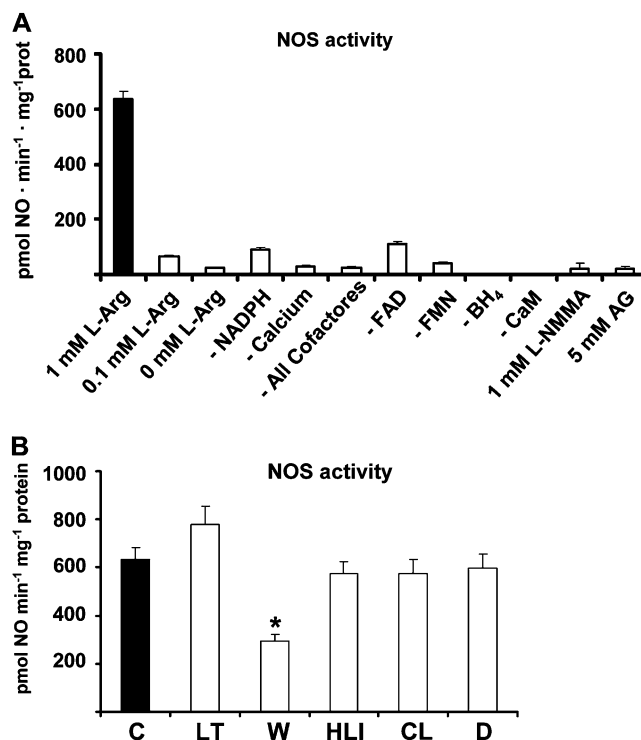 A
NOS activity
pmol NO · min⁻¹ · mg⁻¹prot
800
600
400
200
1 mM L-Arg
0.1 mM L-Arg
0 mM L-Arg
- NADPH
- Calcium
- All Cofactores
- FAD
- FMN
- BH₄
- CaM
1 mM L-NMMA
5 mM AG
B
NOS activity
pmol NO min⁻¹ mg⁻¹ protein
1000
800
600
400
200
*
C LT W HLI CL D